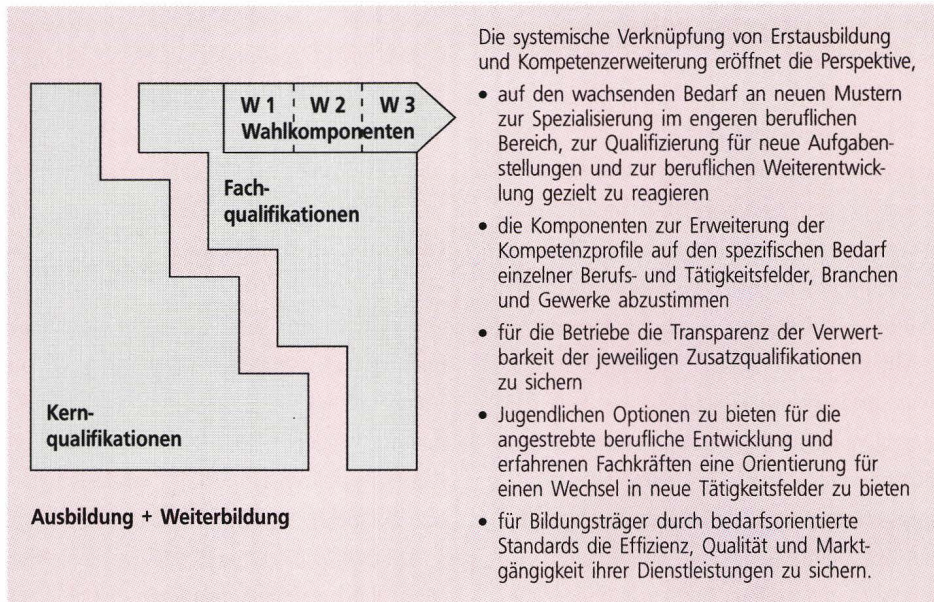 W 1 W 2 W 3
Wahlkomponenten
Fach-
qualifikationen
Kern-
qualifikationen
Ausbildung + Weiterbildung
Die systemische Verknüpfung von Erstausbildung
und Kompetenzerweiterung eröffnet die Perspektive,
• auf den wachsenden Bedarf an neuen Mustern
zur Spezialisierung im engeren beruflichen
Bereich, zur Qualifizierung für neue Aufgaben-
stellungen und zur beruflichen Weiterentwick-
lung gezielt zu reagieren
• die Komponenten zur Erweiterung der
Kompetenzprofile auf den spezifischen Bedarf
einzelner Berufs- und Tätigkeitsfelder, Branchen
und Gewerke abzustimmen
• für die Betriebe die Transparenz der Verwert-
barkeit der jeweiligen Zusatzqualifikationen
zu sichern
• Jugendlichen Optionen zu bieten für die
angestrebte berufliche Entwicklung und
erfahrenen Fachkräften eine Orientierung für
einen Wechsel in neue Tätigkeitsfelder zu bieten
• für Bildungsträger durch bedarfsorientierte
Standards die Effizienz, Qualität und Markt-
gängigkeit ihrer Dienstleistungen zu sichern.